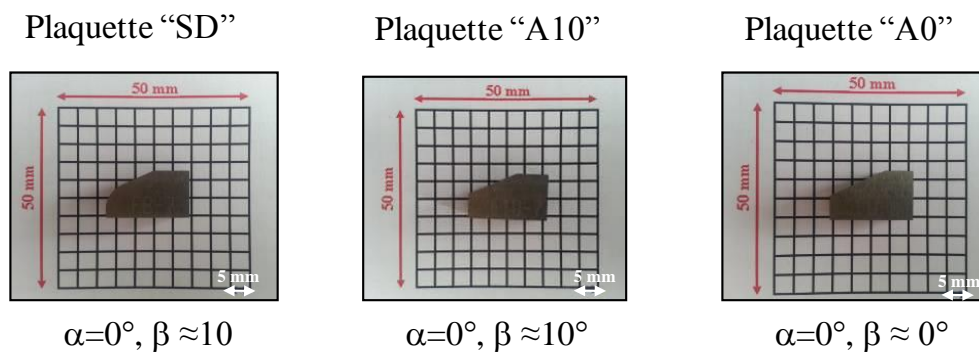 Plaquette “SD”
Plaquette “A10”
Plaquette “A0”
50 mm
50 mm
5 mm
50 mm
50 mm
5 mm
50 mm
50 mm
5 mm
α=0°, β ≈10
α=0°, β ≈10°
α=0°, β ≈ 0°